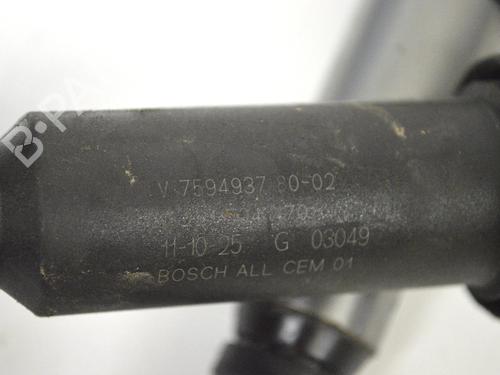 B-PA
V 7594937 80-02
11-10-25 G 03049
BOSCH ALL CEM 01